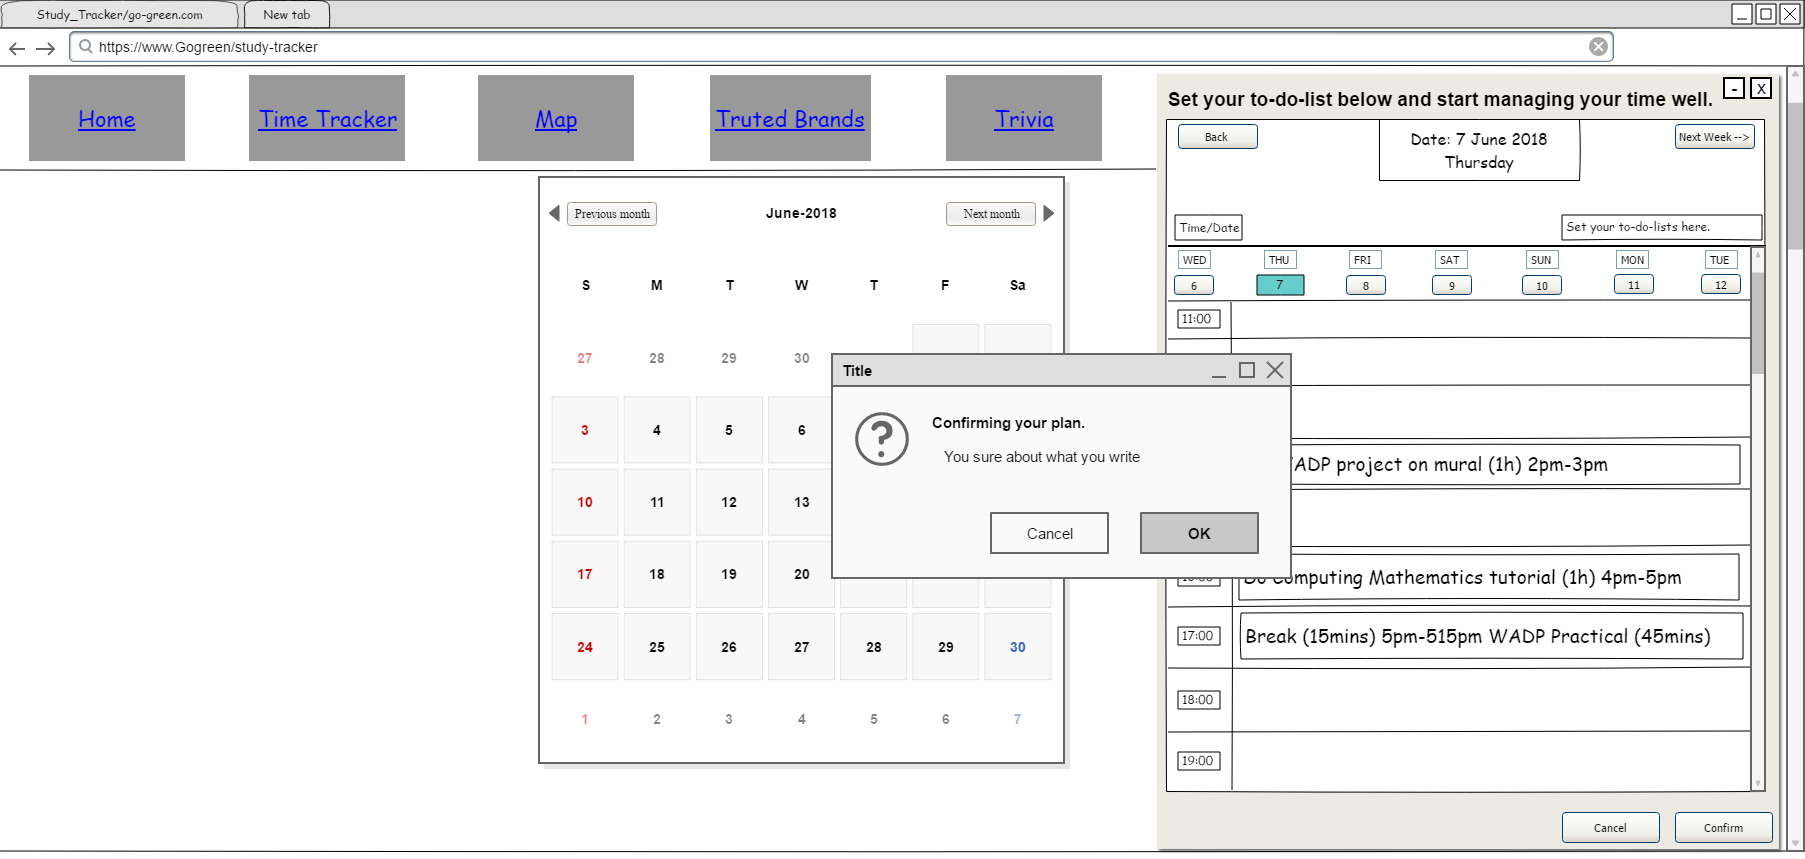 Study_Tracker/go-green.com
New tab
https://www.Gogreen/study-tracker
Home
Time Tracker
Map
Truted Brands
Trivia
Previous month
June-2018
Next month
S M T W T F Sa
27 28 29 30
3 4 5 6
10 11 12 13
17 18 19 20
24 25 26 27 28 29 30
1 2 3 4 5 6 7
Title
Confirming your plan.
You sure about what you write
Cancel
OK
Set your to-do-list below and start managing your time well.
- X
Back
Date: 7 June 2018
Thursday
Next Week -->
Time/Date
Set your to-do-lists here.
WED THU FRI SAT SUN MON TUE
6 7 8 9 10 11 12
11:00
project on mural (1h) 2pm-3pm
Computing Mathematics tutorial (1h) 4pm-5pm
17:00
Break (15mins) 5pm-515pm WADP Practical (45mins)
18:00
19:00
Cancel
Confirm